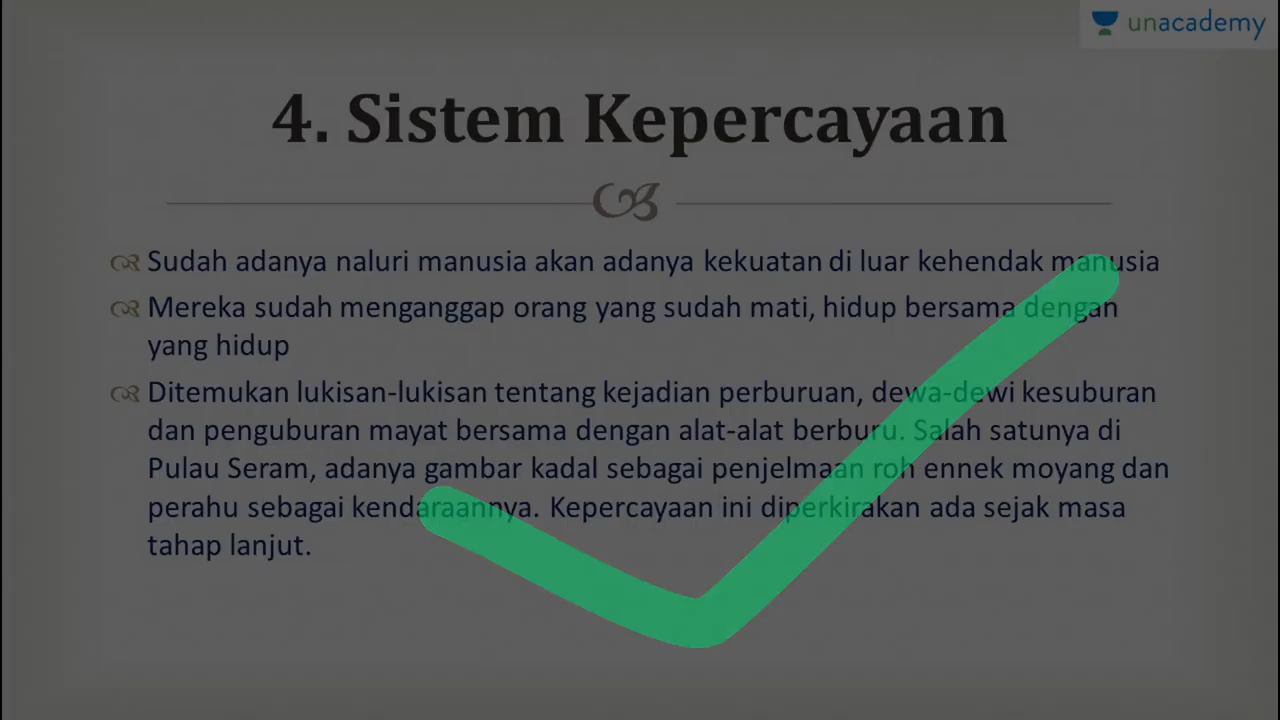 unacademy
4. Sistem Kepercayaan
Sudah adanya naluri manusia akan adanya kekuatan di luar kehendak manusia
Mereka sudah menganggap orang yang sudah mati, hidup bersama dengan
yang hidup
Ditemukan lukisan-lukisan tentang kejadian perburuan, dewa-dewi kesuburan
dan penguburan mayat bersama dengan alat-alat berburu. Salah satunya di
Pulau Seram, adanya gambar kadal sebagai penjelmaan roh ennek moyang dan
perahu sebagai kendaraannya. Kepercayaan ini diperkirakan ada sejak masa
tahap lanjut.